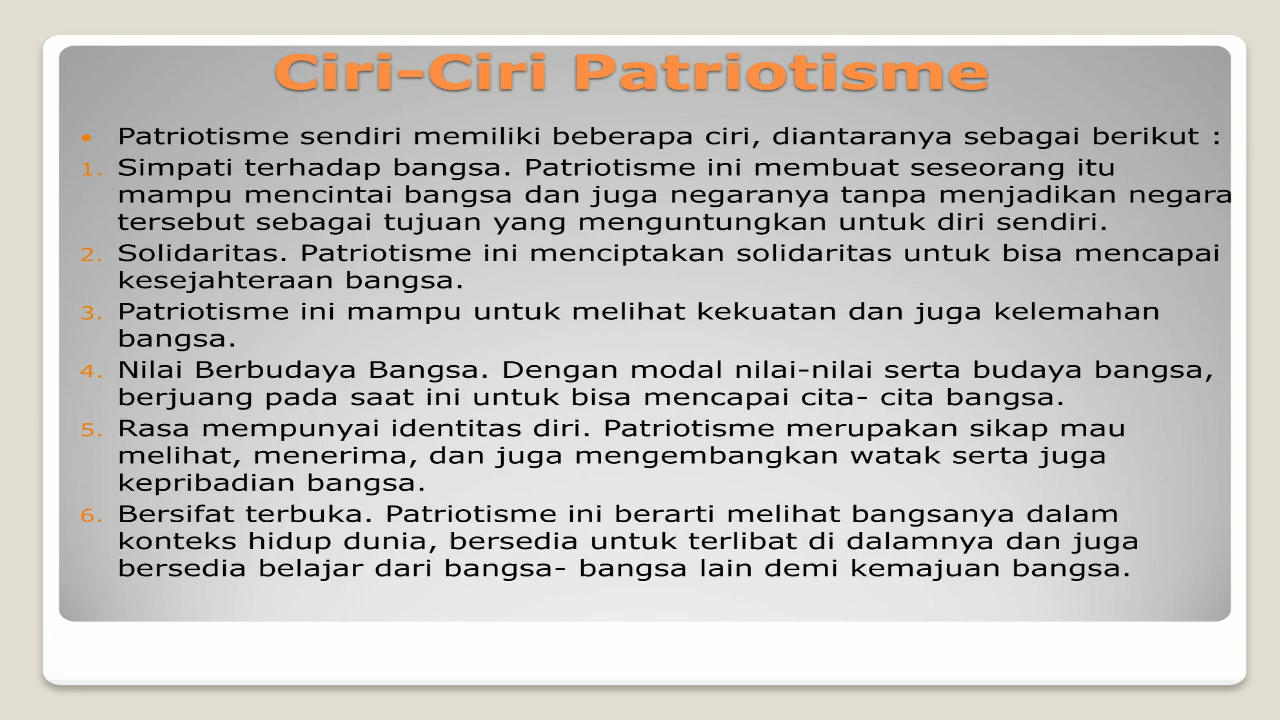 Ciri-Ciri Patriotisme
• Patriotisme sendiri memiliki beberapa ciri, diantaranya sebagai berikut :
1. Simpati terhadap bangsa. Patriotisme ini membuat seseorang itu
mampu mencintai bangsa dan juga negaranya tanpa menjadikan negara
tersebut sebagai tujuan yang menguntungkan untuk diri sendiri.
2. Solidaritas. Patriotisme ini menciptakan solidaritas untuk bisa mencapai
kesejahteraan bangsa.
3. Patriotisme ini mampu untuk melihat kekuatan dan juga kelemahan
bangsa.
4. Nilai Berbudaya Bangsa. Dengan modal nilai-nilai serta budaya bangsa,
berjuang pada saat ini untuk bisa mencapai cita- cita bangsa.
5. Rasa mempunyai identitas diri. Patriotisme merupakan sikap mau
melihat, menerima, dan juga mengembangkan watak serta juga
kepribadian bangsa.
6. Bersifat terbuka. Patriotisme ini berarti melihat bangsanya dalam
konteks hidup dunia, bersedia untuk terlibat di dalamnya dan juga
bersedia belajar dari bangsa- bangsa lain demi kemajuan bangsa.